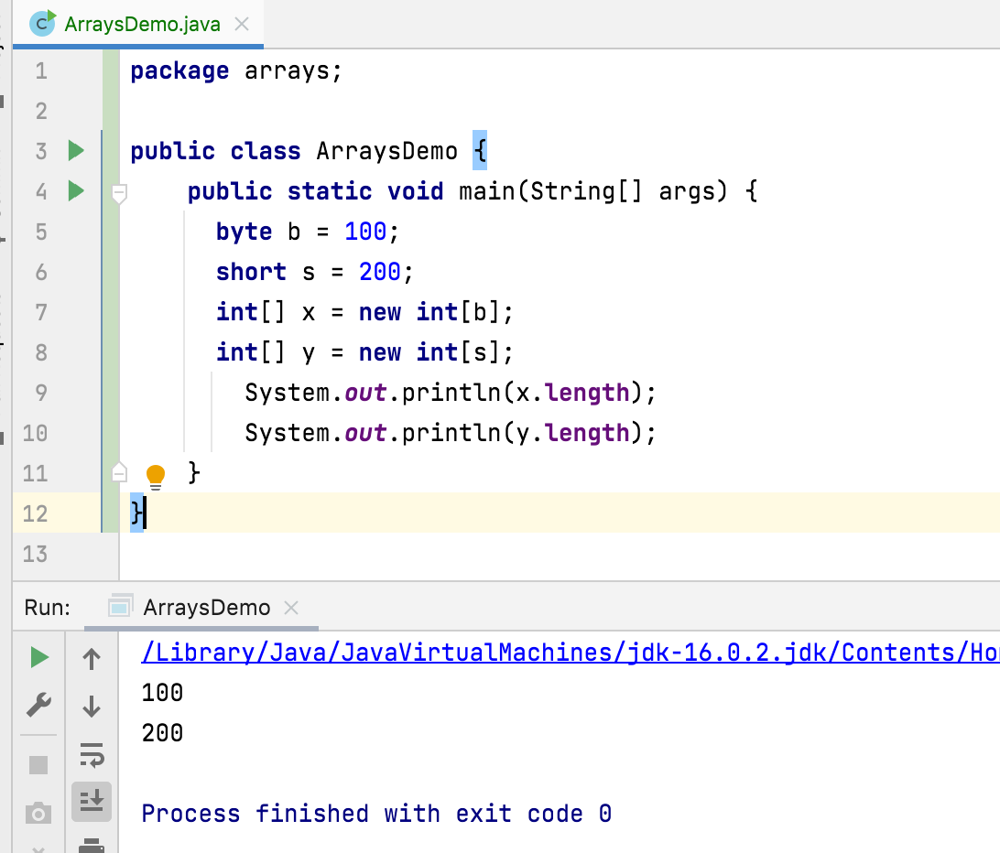 ArraysDemo.java
1 package arrays;
2
3 public class ArraysDemo {
4 public static void main(String[] args) {
5 byte b = 100;
6 short s = 200;
7 int[] x = new int[b];
8 int[] y = new int[s];
9 System.out.println(x.length);
10 System.out.println(y.length);
11 }
12 }
13
Run: ArraysDemo
/Library/Java/JavaVirtualMachines/jdk-16.0.2.jdk/Contents/
100
200
Process finished with exit code 0